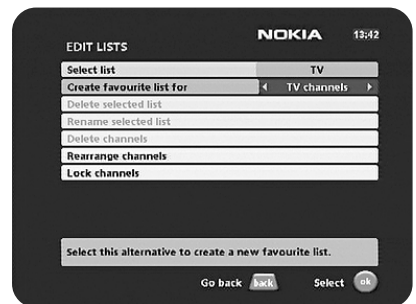 NOKIA 13:42
EDIT LISTS
Select list TV
Create favourite list for TV channels
Delete selected list
Rename selected list
Delete channels
Rearrange channels
Lock channels
Select this alternative to create a new favourite list.
Go back back Select ok